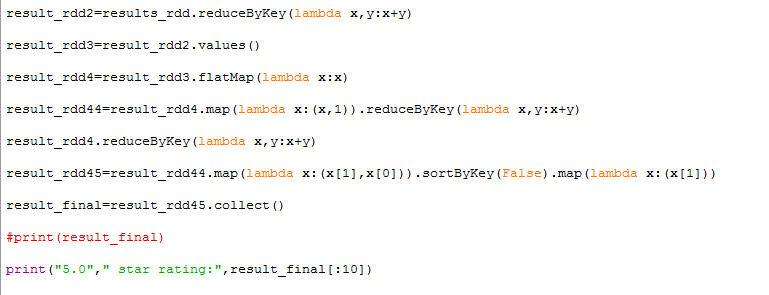 result_rdd2=results_rdd.reduceByKey(lambda x,y:x+y)
result_rdd3=result_rdd2.values()
result_rdd4=result_rdd3.flatMap(lambda x:x)
result_rdd44=result_rdd4.map(lambda x:(x,1)).reduceByKey(lambda x,y:x+y)
result_rdd4.reduceByKey(lambda x,y:x+y)
result_rdd45=result_rdd44.map(lambda x:(x[1],x[0])).sortByKey(False).map(lambda x:(x[1]))
result_final=result_rdd45.collect()
#print(result_final)
print("5.0"," star rating:",result_final[:10])